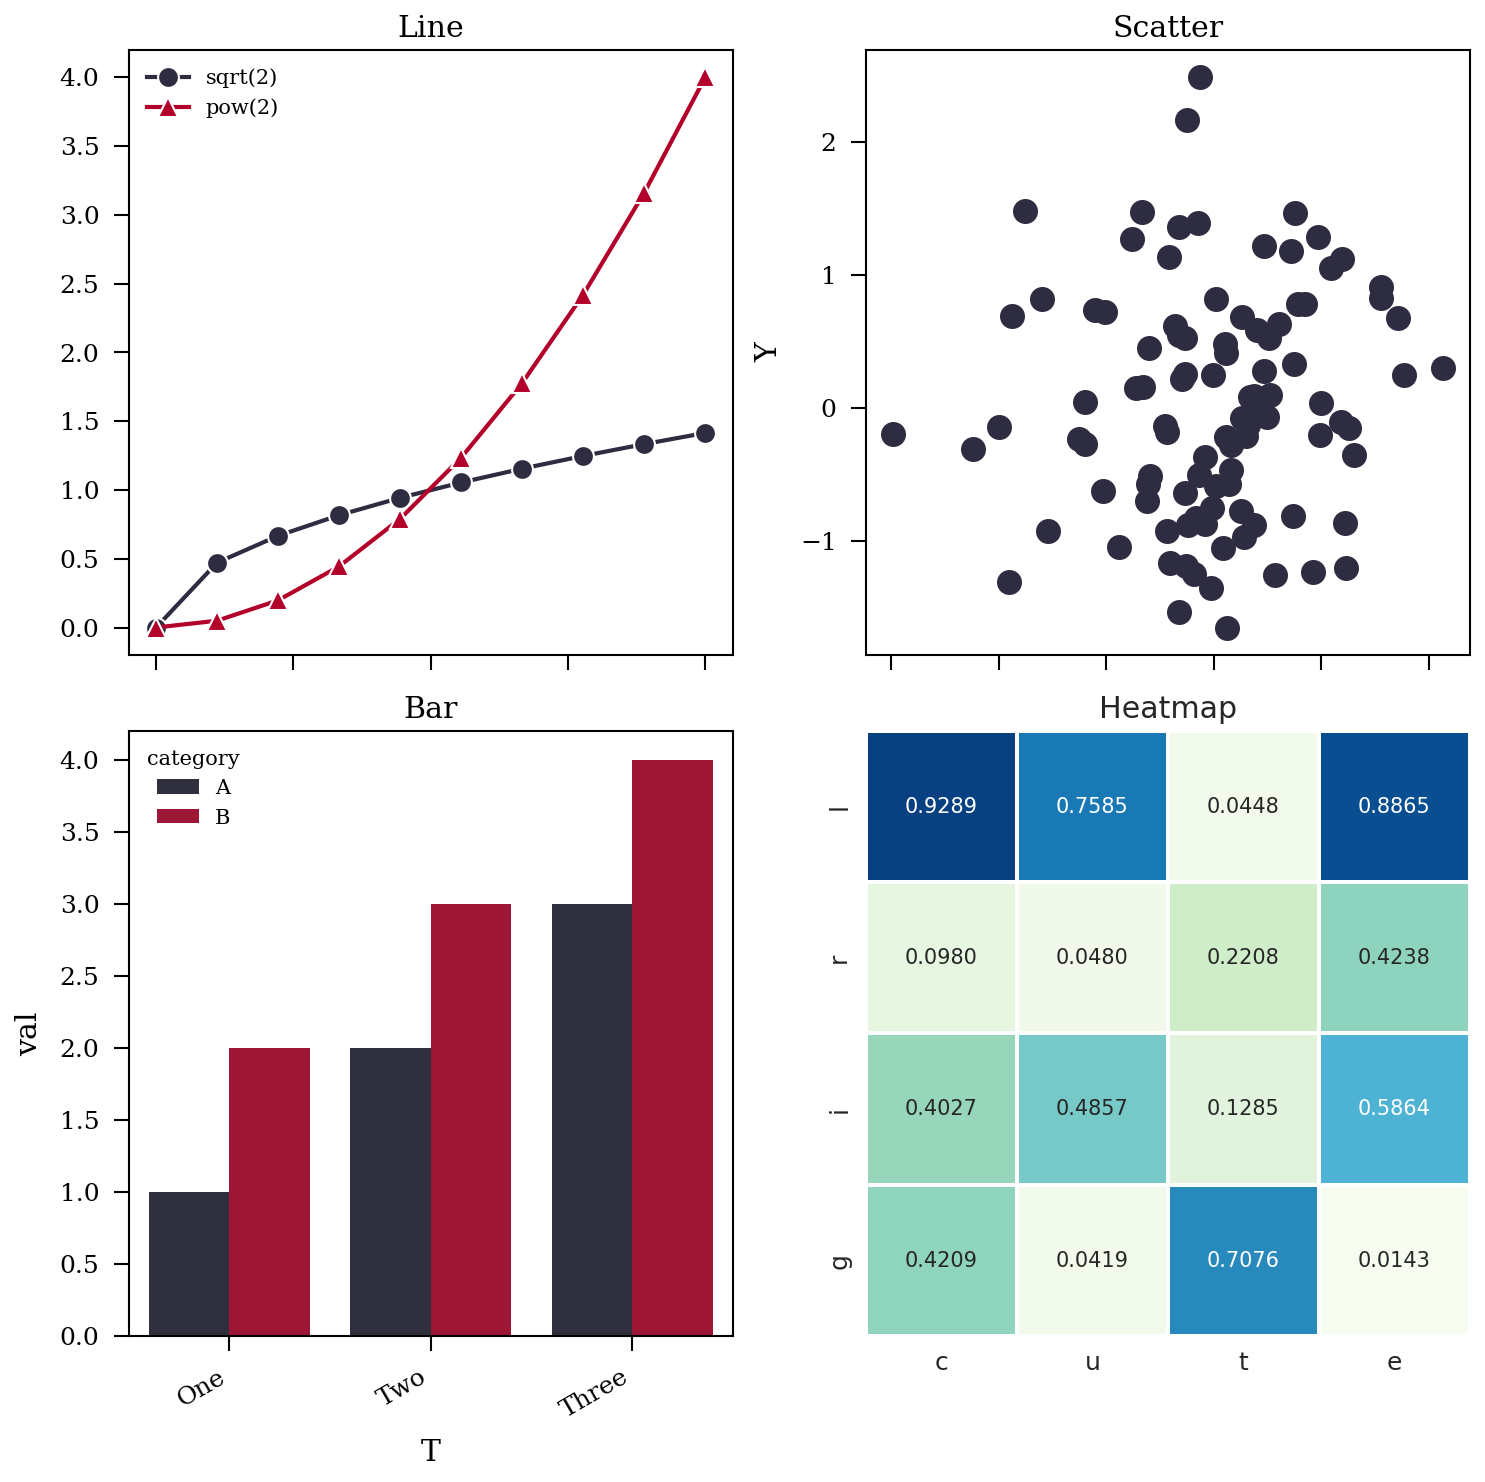 Line
4.0
3.5
3.0
2.5
2.0
1.5
1.0
0.5
0.0
sqrt(2)
pow(2)
Scatter
Y
2
1
0
−1
Bar
val
4.0
3.5
3.0
2.5
2.0
1.5
1.0
0.5
0.0
category
A
B
One Two Three
T
Heatmap
l 0.9289 0.7585 0.0448 0.8865
r 0.0980 0.0480 0.2208 0.4238
i 0.4027 0.4857 0.1285 0.5864
g 0.4209 0.0419 0.7076 0.0143
c u t e